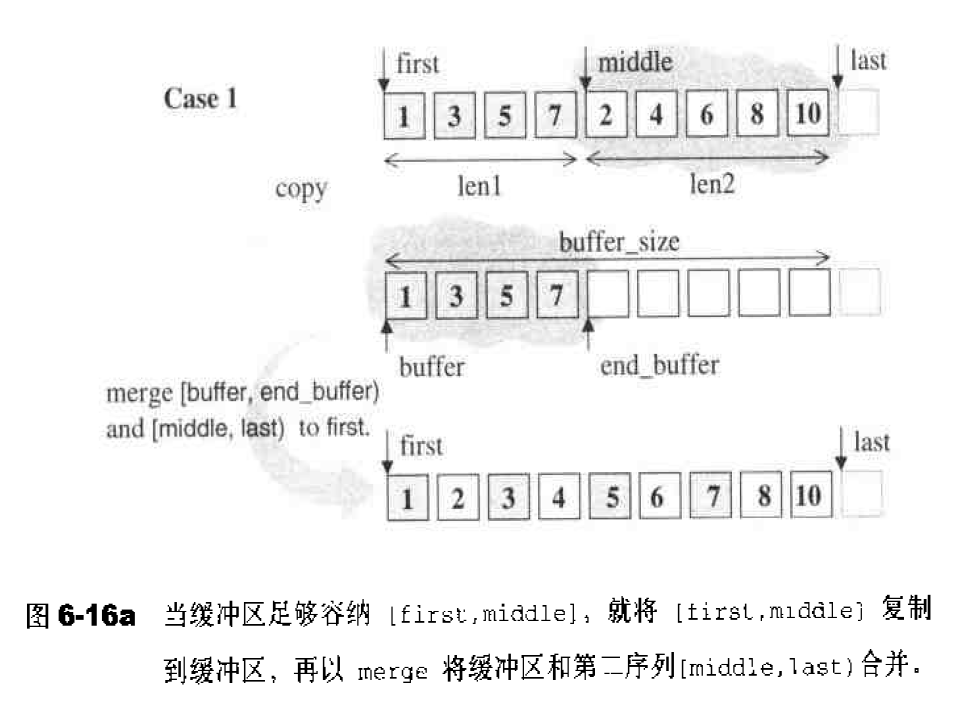 first middle last
Case 1
1 3 5 7 2 4 6 8 10
copy len1 len2
buffer_size
1 3 5 7
buffer end_buffer
merge [buffer, end_buffer)
and [middle, last) to first.
first last
1 2 3 4 5 6 7 8 10
图 6-16a 当缓冲区足够容纳 [first,middle], 就将 [first,middle] 复制
到缓冲区，再以 merge 将缓冲区和第二序列[middle,last)合并。